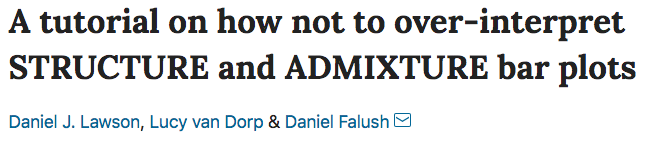 A tutorial on how not to over-interpret
STRUCTURE and ADMIXTURE bar plots
Daniel J. Lawson, Lucy van Dorp & Daniel Falush